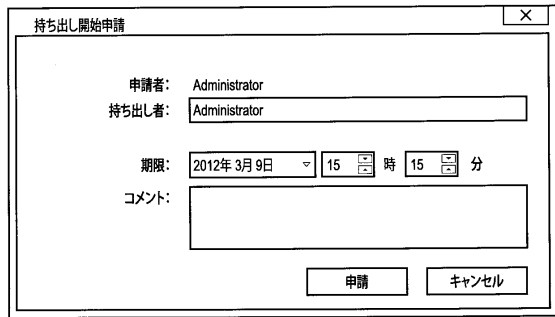 持ち出し開始申請
×
申請者： Administrator
持ち出し者： Administrator
期限： 2012年 3月 9日 15 時 15 分
コメント：
申請 キャンセル